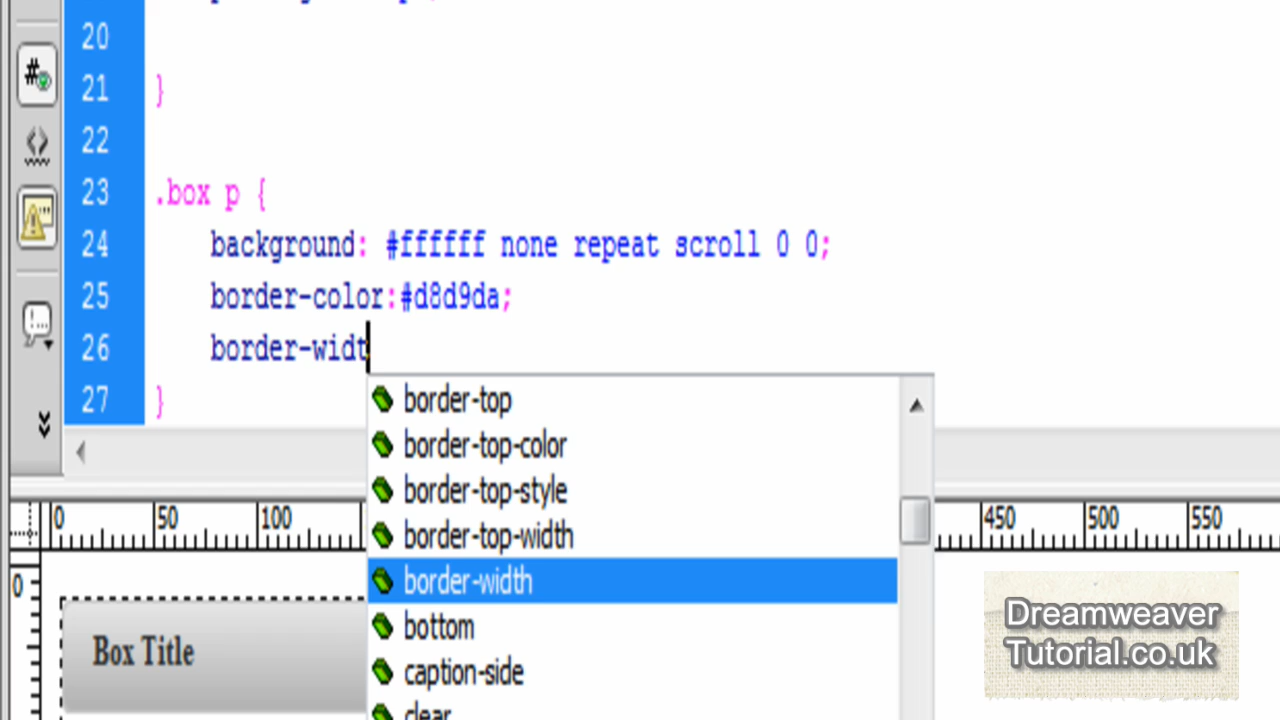 20
21 }
22
23 .box p {
24 background: #ffffff none repeat scroll 0 0;
25 border-color:#d8d9da;
26 border-widt
27 }
border-top
border-top-color
border-top-style
border-top-width
border-width
bottom
caption-side
clear
0 50 100 450 500 550
0
Box Title
Dreamweaver
Tutorial.co.uk